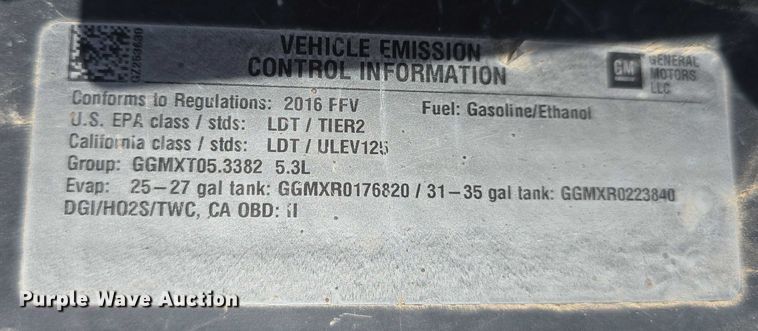 VEHICLE EMISSION
CONTROL INFORMATION
GM
GENERAL
MOTORS
LLC
Conforms to Regulations: 2016 FFV
Fuel: Gasoline/Ethanol
U.S. EPA class / stds: LDT / TIER2
California class / stds: LDT / ULEV125
Group: GGMXT05.3382 5.3L
Evap: 25-27 gal tank: GGMXR0176820 / 31-35 gal tank: GGMXR0223840
DGI/HO2S/TWC, CA OBD: II
Purple Wave Auction